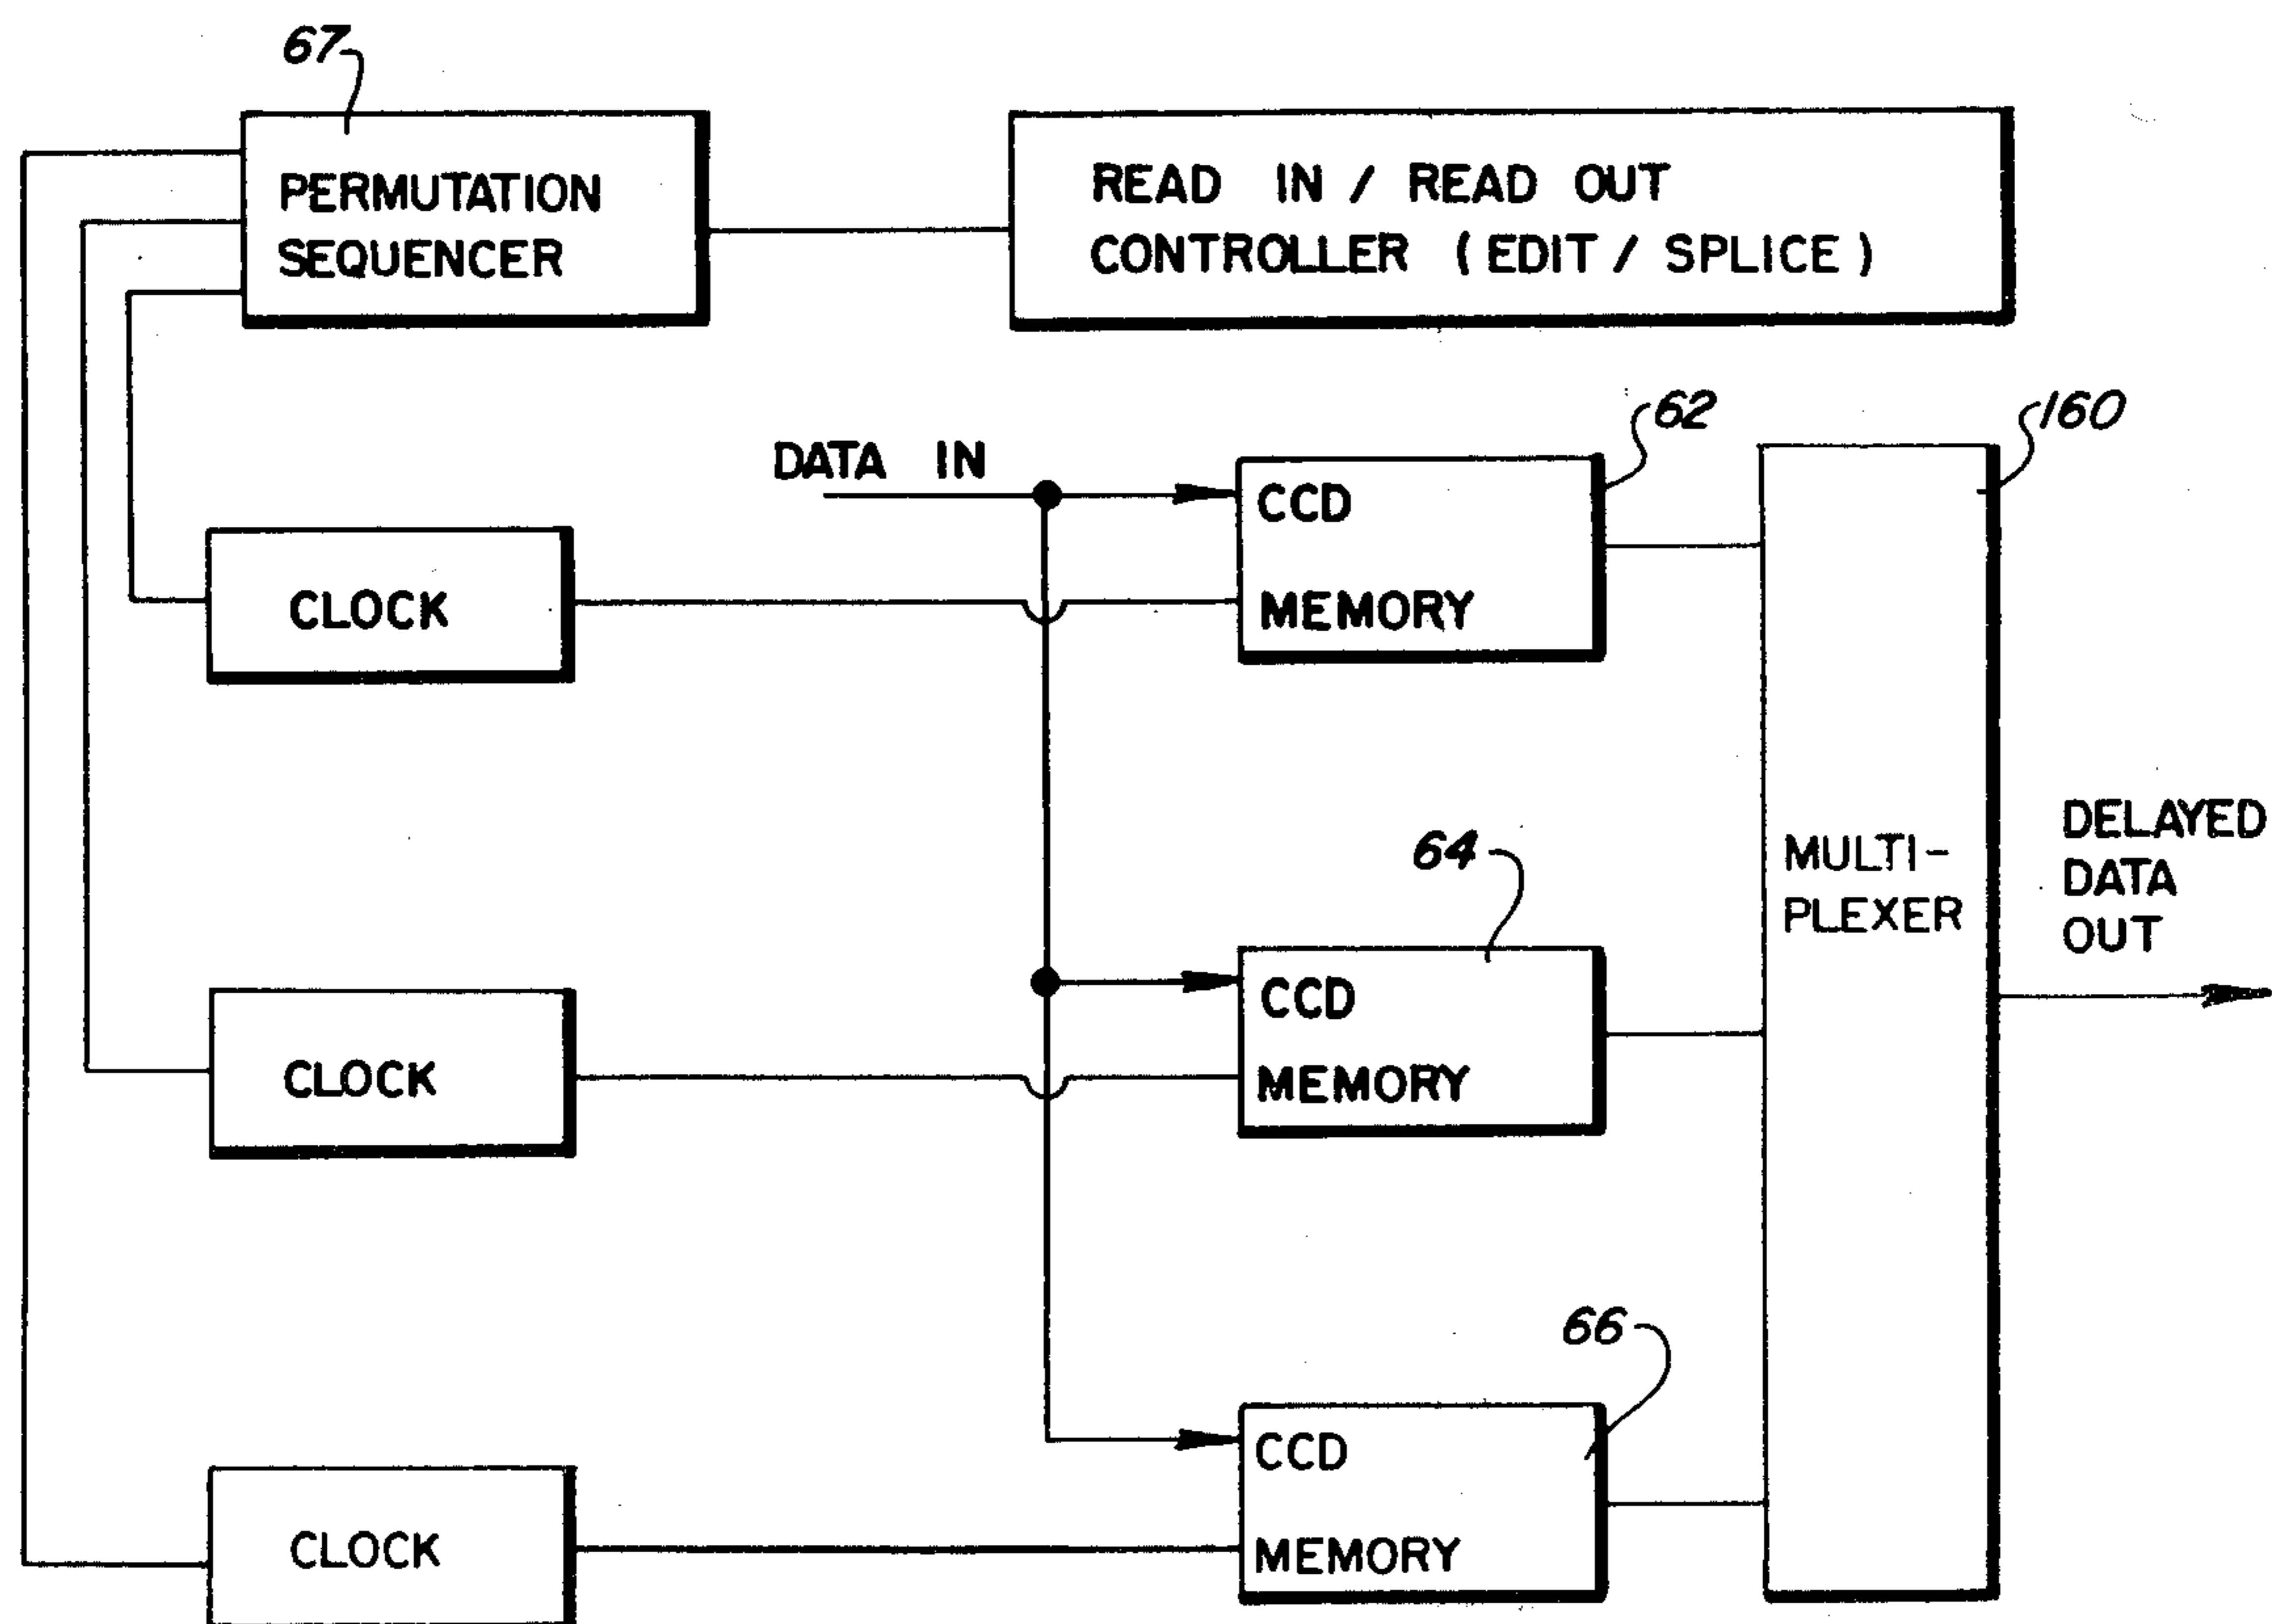 67
PERMUTATION
SEQUENCER
READ IN / READ OUT
CONTROLLER ( EDIT / SPLICE )
62
160
DATA IN
CCD
MEMORY
CLOCK
64
MULTI-
PLEXER
DELAYED
DATA
OUT
CCD
MEMORY
CLOCK
66
CCD
MEMORY
CLOCK